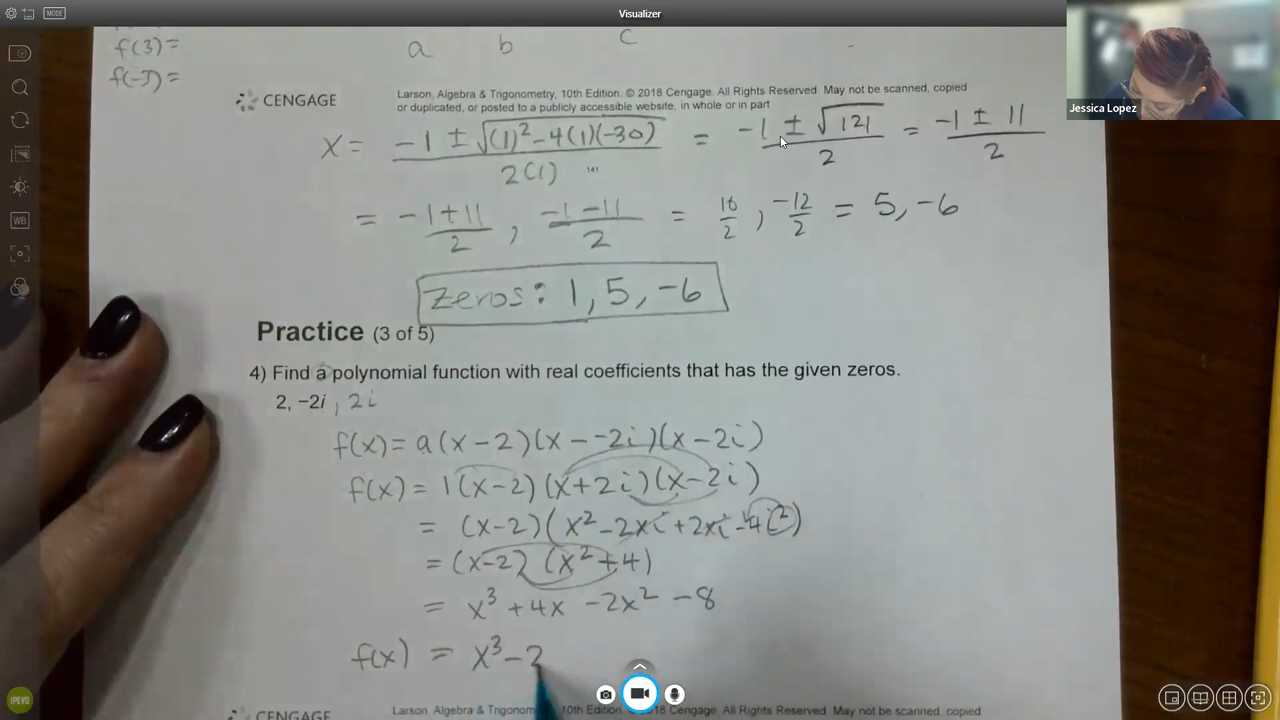 MODE
Visualizer
f(3)=
f(-3)=
a b c
Jessica Lopez
CENGAGE
Larson, Algebra & Trigonometry, 10th Edition. © 2018 Cengage. All Rights Reserved. May not be scanned, copied
or duplicated, or posted to a publicly accessible website, in whole or in part
X = -1 ± √(1)²-4(1)(-30) / 2(1) = -1 ± √121 / 2 = -1 ± 11 / 2
141
= -1+11 / 2 , -1-11 / 2 = 10/2 , -12/2 = 5, -6
Zeros: 1, 5, -6
Practice (3 of 5)
4) Find a polynomial function with real coefficients that has the given zeros.
2, −2i, 2i
f(x) = a(x-2)(x--2i)(x-2i)
f(x) = 1(x-2)(x+2i)(x-2i)
= (x-2)(x²-2xi+2xi-4i²)
= (x-2)(x²+4)
= x³+4x-2x²-8
f(x) = x³-2
WB
IPEVO
CENGAGE
Larson, Algebra & Trigonom 10th Edition. 2018 Cengage. All Rights Reserved. May not be scanned, copied